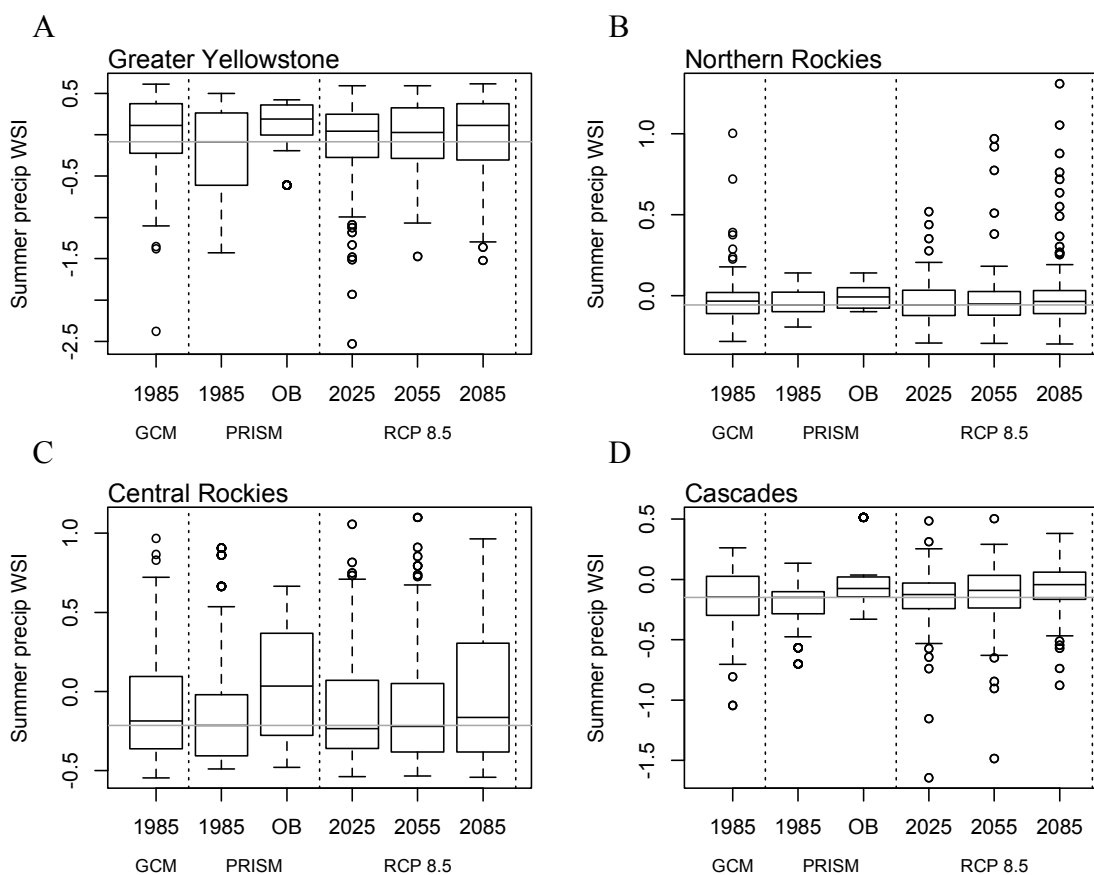 A
Greater Yellowstone
Summer precip WSI
0.5
-0.5
-1.5
-2.5
1985 1985 OB 2025 2055 2085
GCM PRISM RCP 8.5
B
Northern Rockies
Summer precip WSI
1.0
0.5
0.0
1985 1985 OB 2025 2055 2085
GCM PRISM RCP 8.5
C
Central Rockies
Summer precip WSI
1.0
0.5
0.0
-0.5
1985 1985 OB 2025 2055 2085
GCM PRISM RCP 8.5
D
Cascades
Summer precip WSI
0.5
0.0
-0.5
-1.0
-1.5
1985 1985 OB 2025 2055 2085
GCM PRISM RCP 8.5